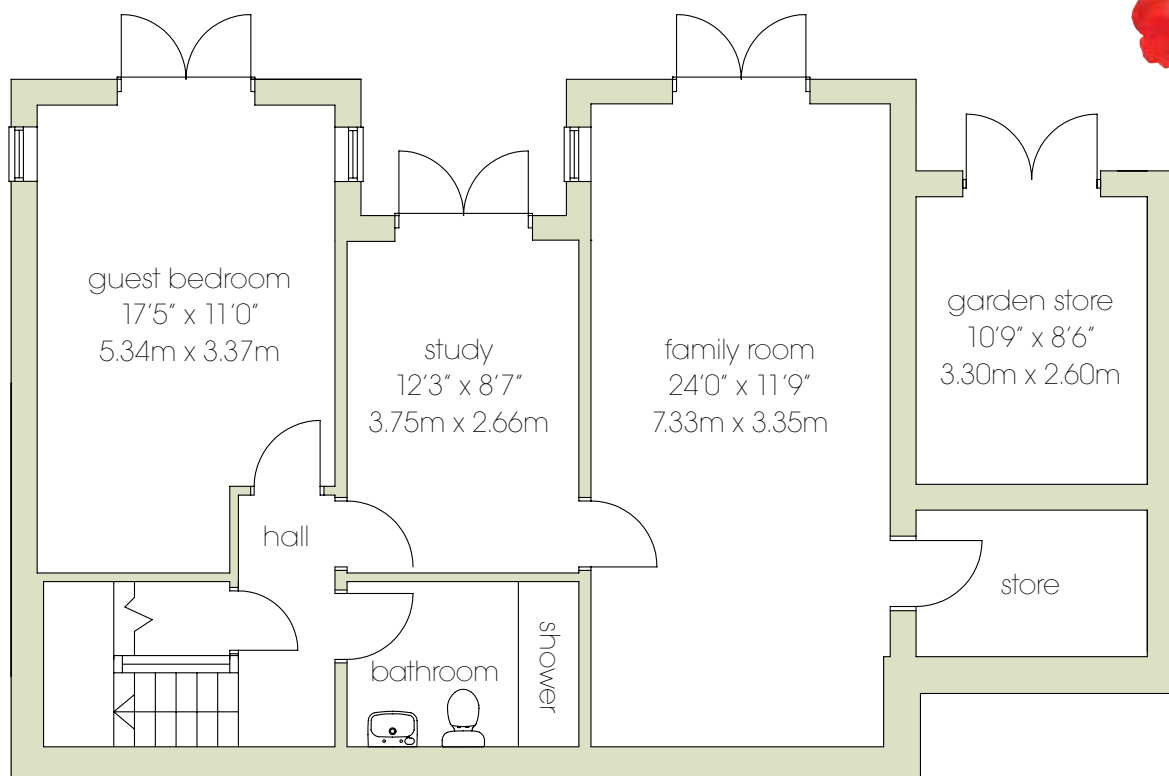 guest bedroom
17'5" x 11'0"
5.34m x 3.37m
study
12'3" x 8'7"
3.75m x 2.66m
family room
24'0" x 11'9"
7.33m x 3.35m
garden store
10'9" x 8'6"
3.30m x 2.60m
hall
store
bathroom
shower